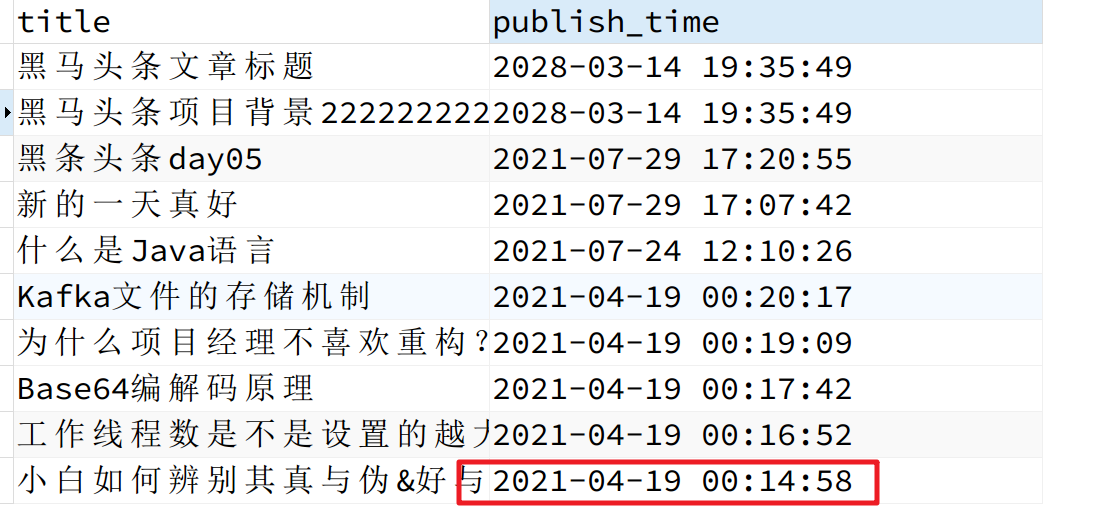 title publish_time
黑马头条文章标题 2028-03-14 19:35:49
黑马头条项目背景222222222 2028-03-14 19:35:49
黑条头条day05 2021-07-29 17:20:55
新的一天真好 2021-07-29 17:07:42
什么是Java语言 2021-07-24 12:10:26
Kafka文件的存储机制 2021-04-19 00:20:17
为什么项目经理不喜欢重构？ 2021-04-19 00:19:09
Base64编解码原理 2021-04-19 00:17:42
工作线程数是不是设置的越 2021-04-19 00:16:52
小白如何辨别其真与伪&好与 2021-04-19 00:14:58